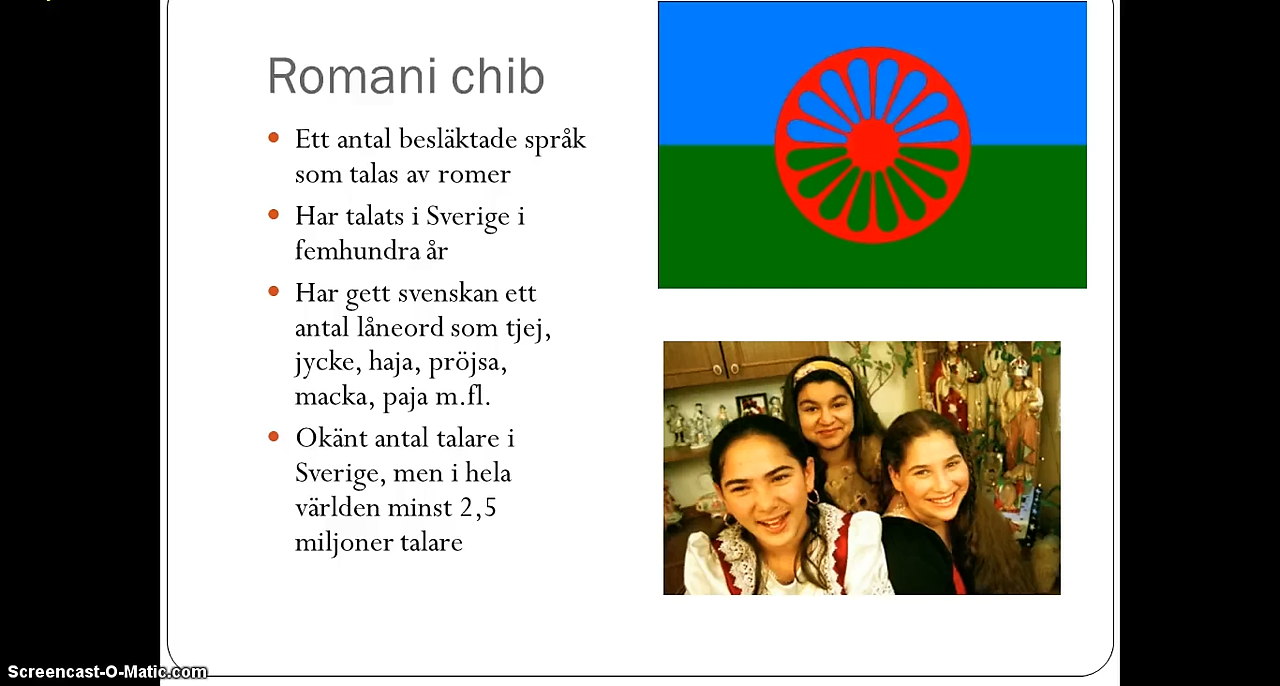 Romani chib
Ett antal besläktade språk
som talas av romer
Har talats i Sverige i
femhundra år
Har gett svenskan ett
antal låneord som tjej,
jycke, haja, pröjsa,
macka, paja m.fl.
Okänt antal talare i
Sverige, men i hela
världen minst 2,5
miljoner talare
Screencast-O-Matic.com